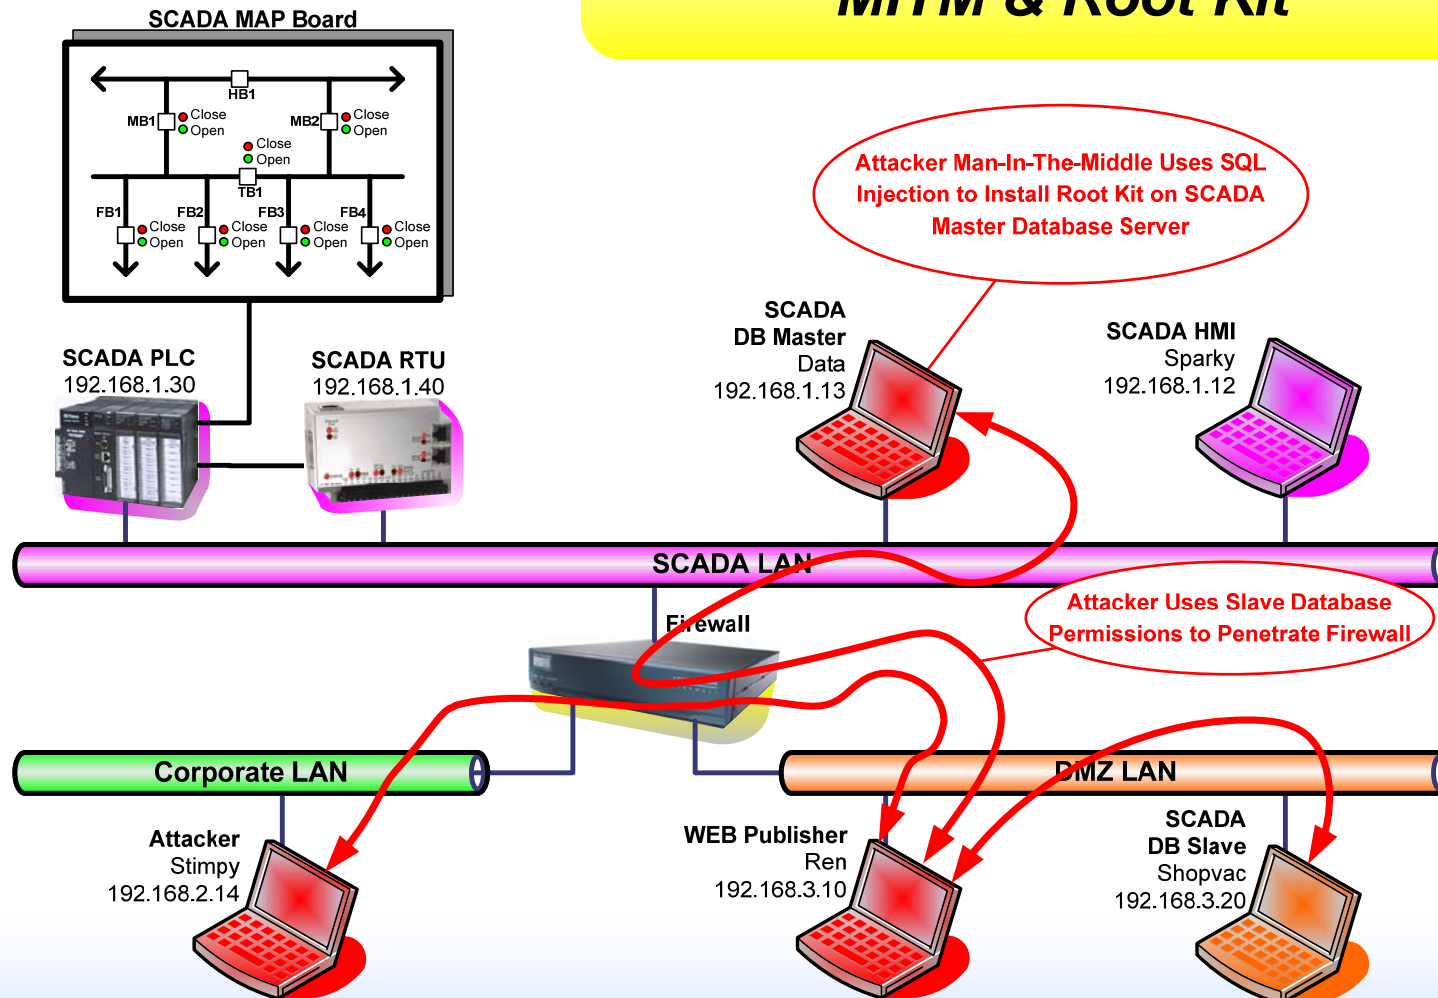 MITM & Root Kit
SCADA MAP Board
HB1
MB1
Close
Open
MB2
Close
Open
Close
Open
TB1
FB1
Close
Open
FB2
Close
Open
FB3
Close
Open
FB4
Close
Open
Attacker Man-In-The-Middle Uses SQL
Injection to Install Root Kit on SCADA
Master Database Server
SCADA PLC
192.168.1.30
SCADA RTU
192.168.1.40
SCADA
DB Master
Data
192.168.1.13
SCADA HMI
Sparky
192.168.1.12
SCADA LAN
Firewall
Attacker Uses Slave Database
Permissions to Penetrate Firewall
Corporate LAN
DMZ LAN
Attacker
Stimpy
192.168.2.14
WEB Publisher
Ren
192.168.3.10
SCADA
DB Slave
Shopvac
192.168.3.20